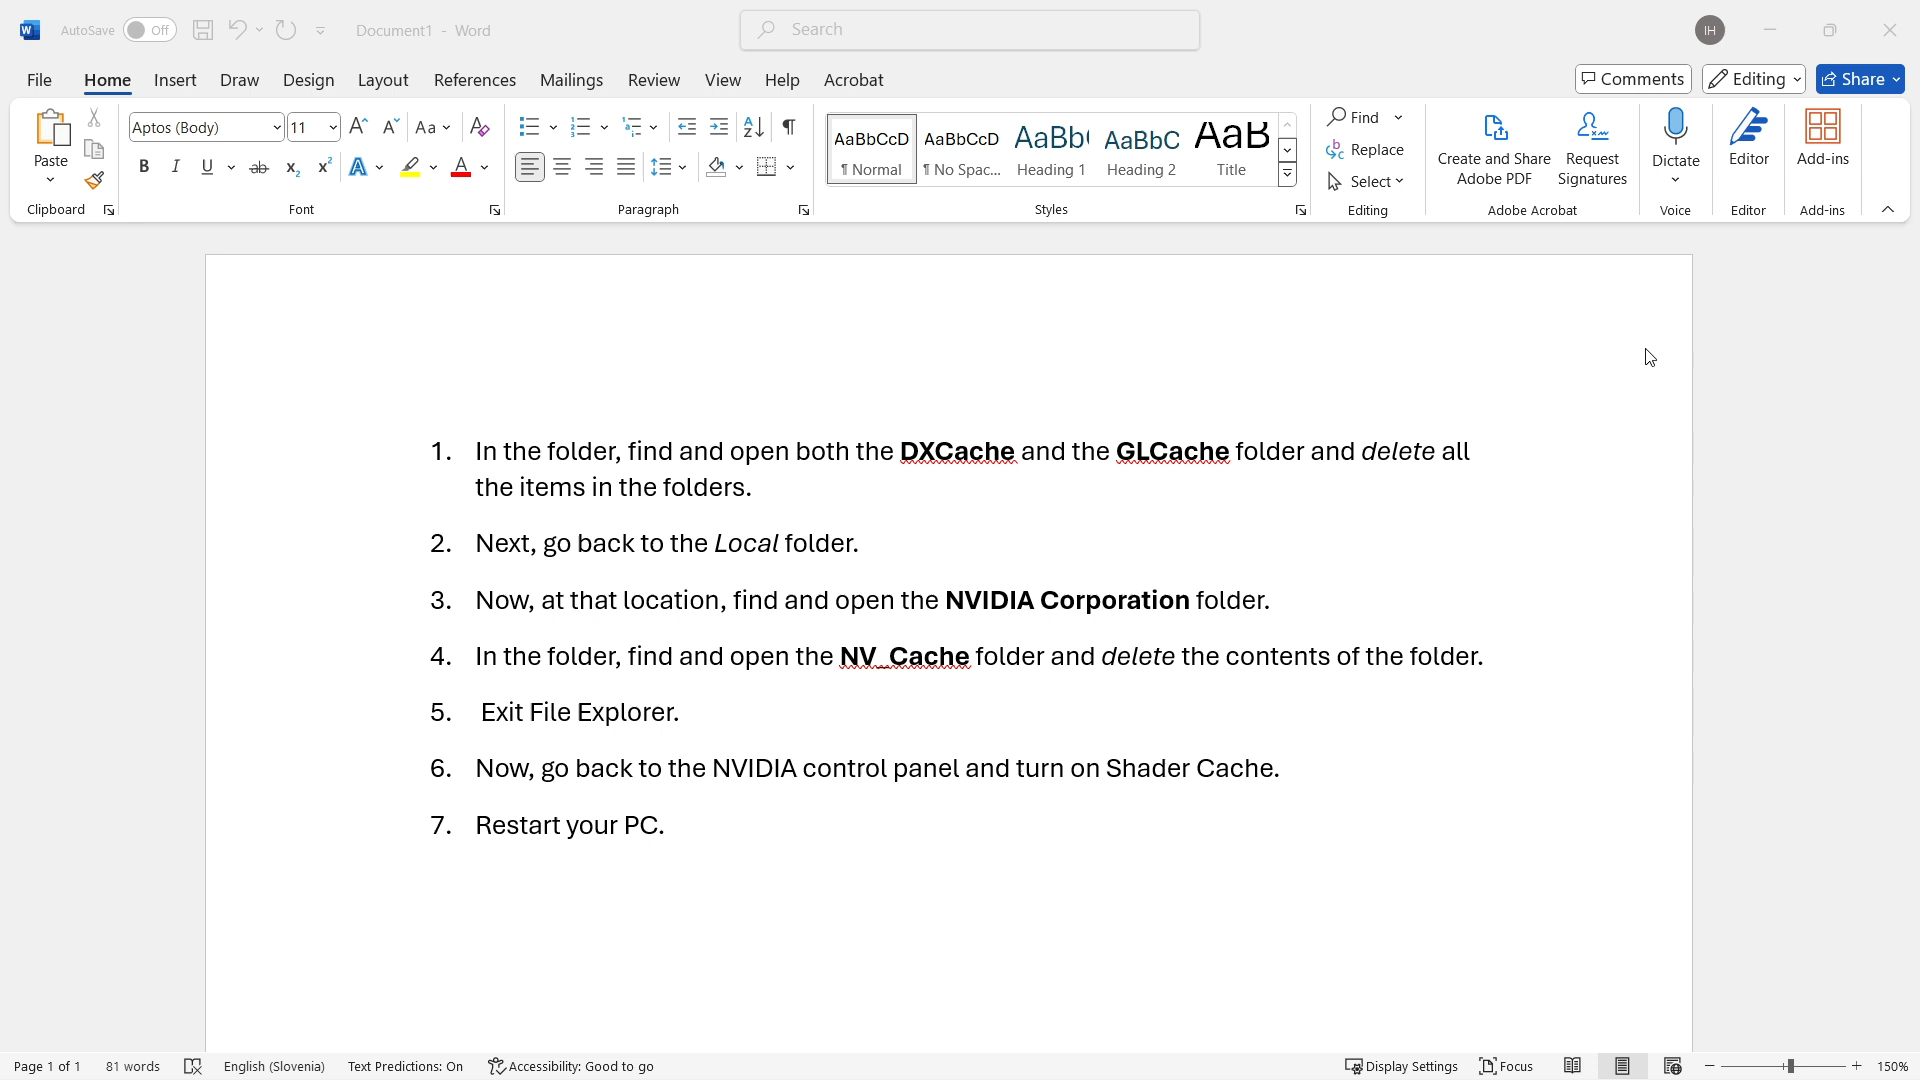 AutoSave Off Document1 - Word Search IH
File Home Insert Draw Design Layout References Mailings Review View Help Acrobat Comments Editing Share
Paste
Clipboard
Aptos (Body) 11
Font
Paragraph
AaBbCcD AaBbCcD AaBb( AaBbC AaB
¶ Normal ¶ No Spac... Heading 1 Heading 2 Title
Styles
Find
Replace
Select
Editing
Create and Share
Adobe PDF
Request
Signatures
Adobe Acrobat
Dictate
Voice
Editor
Editor
Add-ins
Add-ins
1. In the folder, find and open both the DXCache and the GLCache folder and delete all
the items in the folders.
2. Next, go back to the Local folder.
3. Now, at that location, find and open the NVIDIA Corporation folder.
4. In the folder, find and open the NV_Cache folder and delete the contents of the folder.
5. Exit File Explorer.
6. Now, go back to the NVIDIA control panel and turn on Shader Cache.
7. Restart your PC.
Page 1 of 1 81 words English (Slovenia) Text Predictions: On Accessibility: Good to go Display Settings Focus 150%